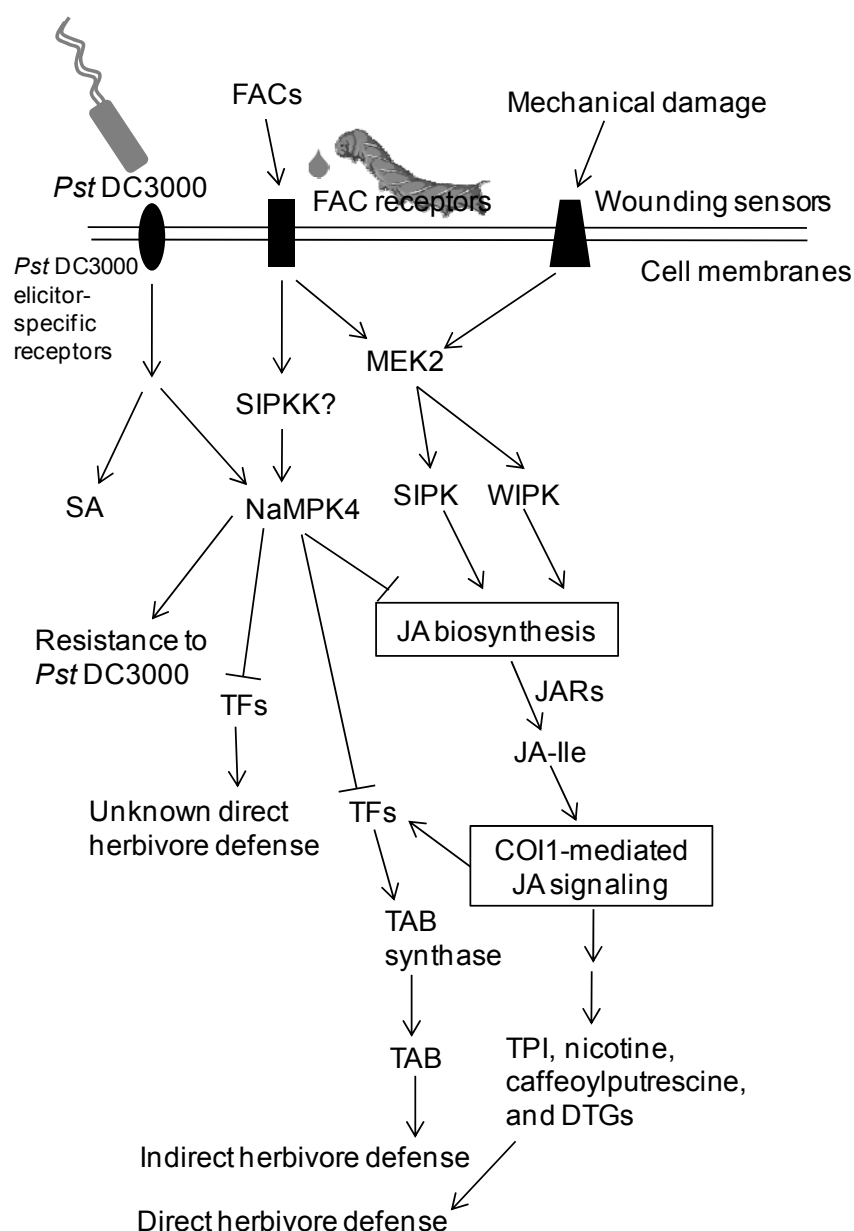 FACs
Mechanical damage
Pst DC3000
FAC receptors
Wounding sensors
Pst DC3000
elicitor-
specific
receptors
Cell membranes
MEK2
SIPKK?
SA
NaMPK4
SIPK
WIPK
Resistance to
Pst DC3000
JA biosynthesis
TFs
JARs
JA-Ile
Unknown direct
herbivore defense
TFs
COI1-mediated
JA signaling
TAB
synthase
TAB
TPI, nicotine,
caffeoylputrescine,
and DTGs
Indirect herbivore defense
Direct herbivore defense